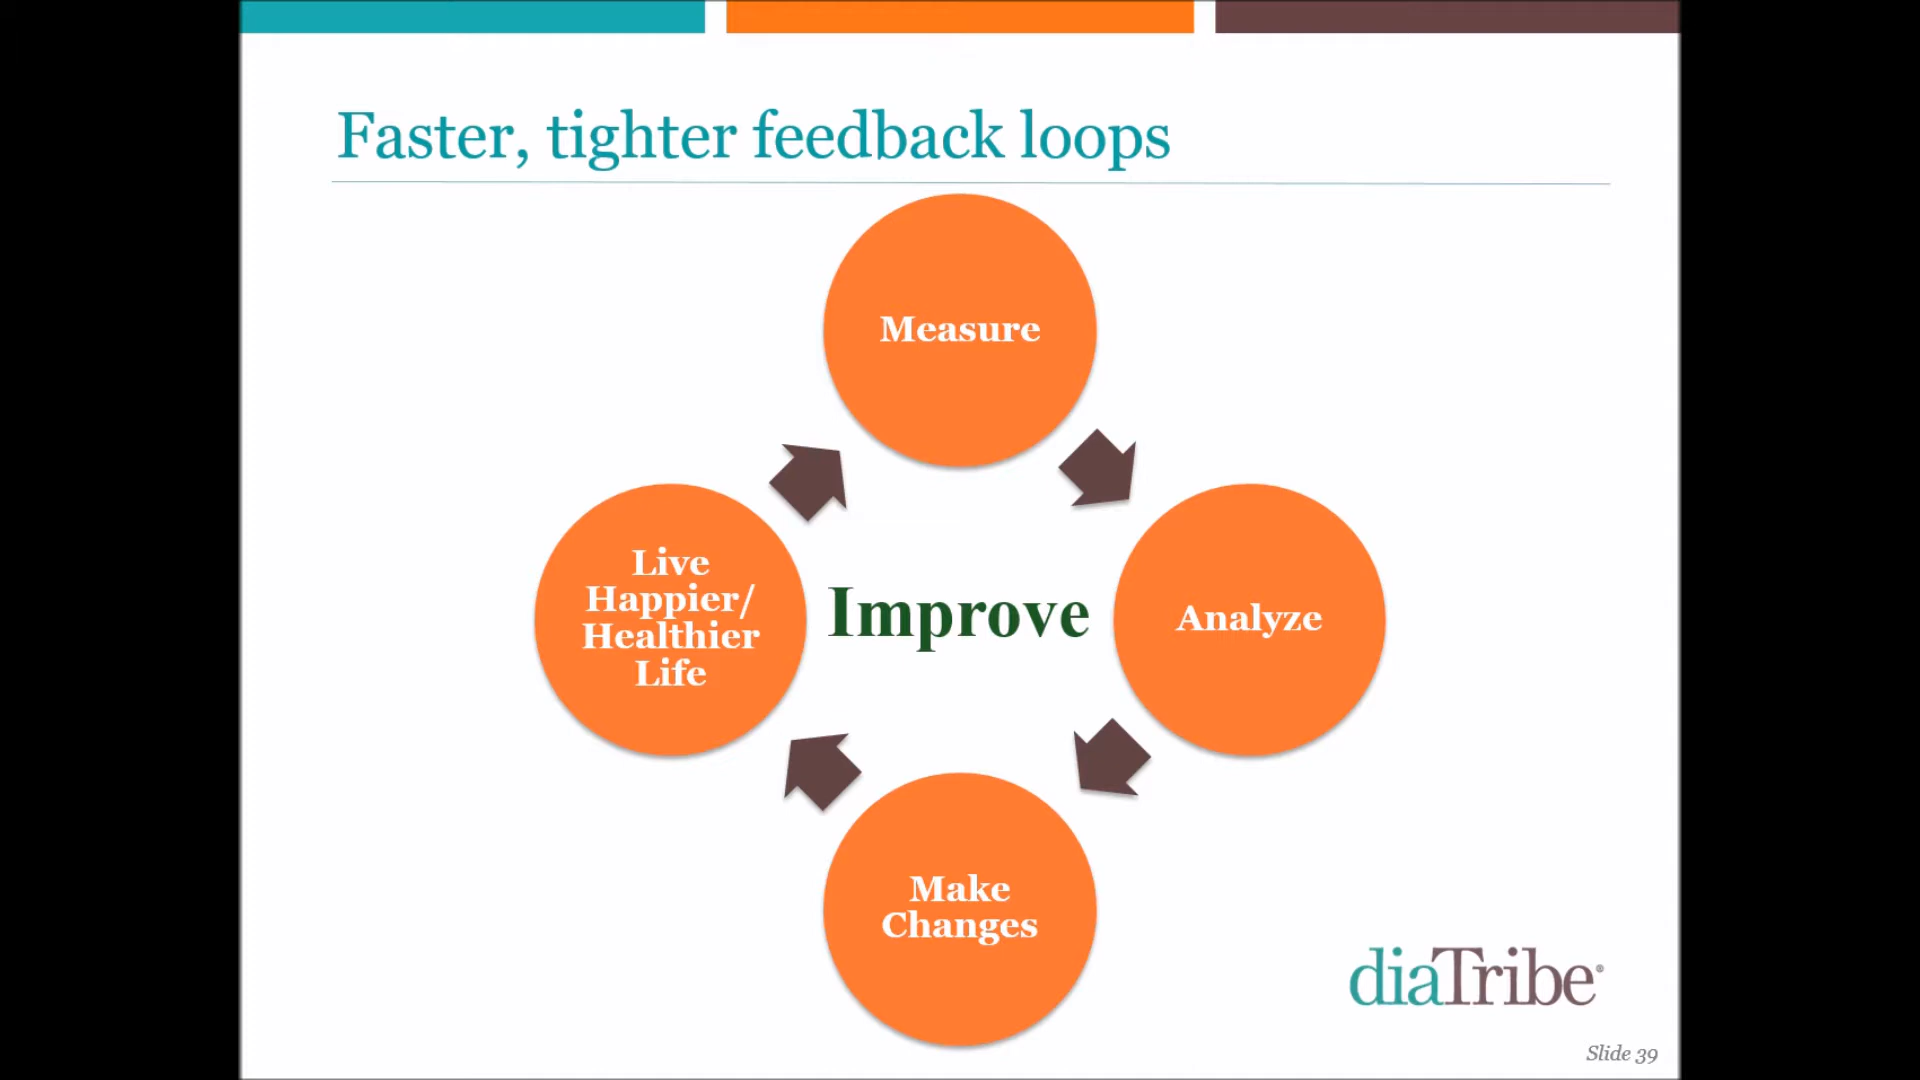 Faster, tighter feedback loops
Measure
Live
Happier/
Healthier
Life
Improve
Analyze
Make
Changes
diaTribe®
Slide 39